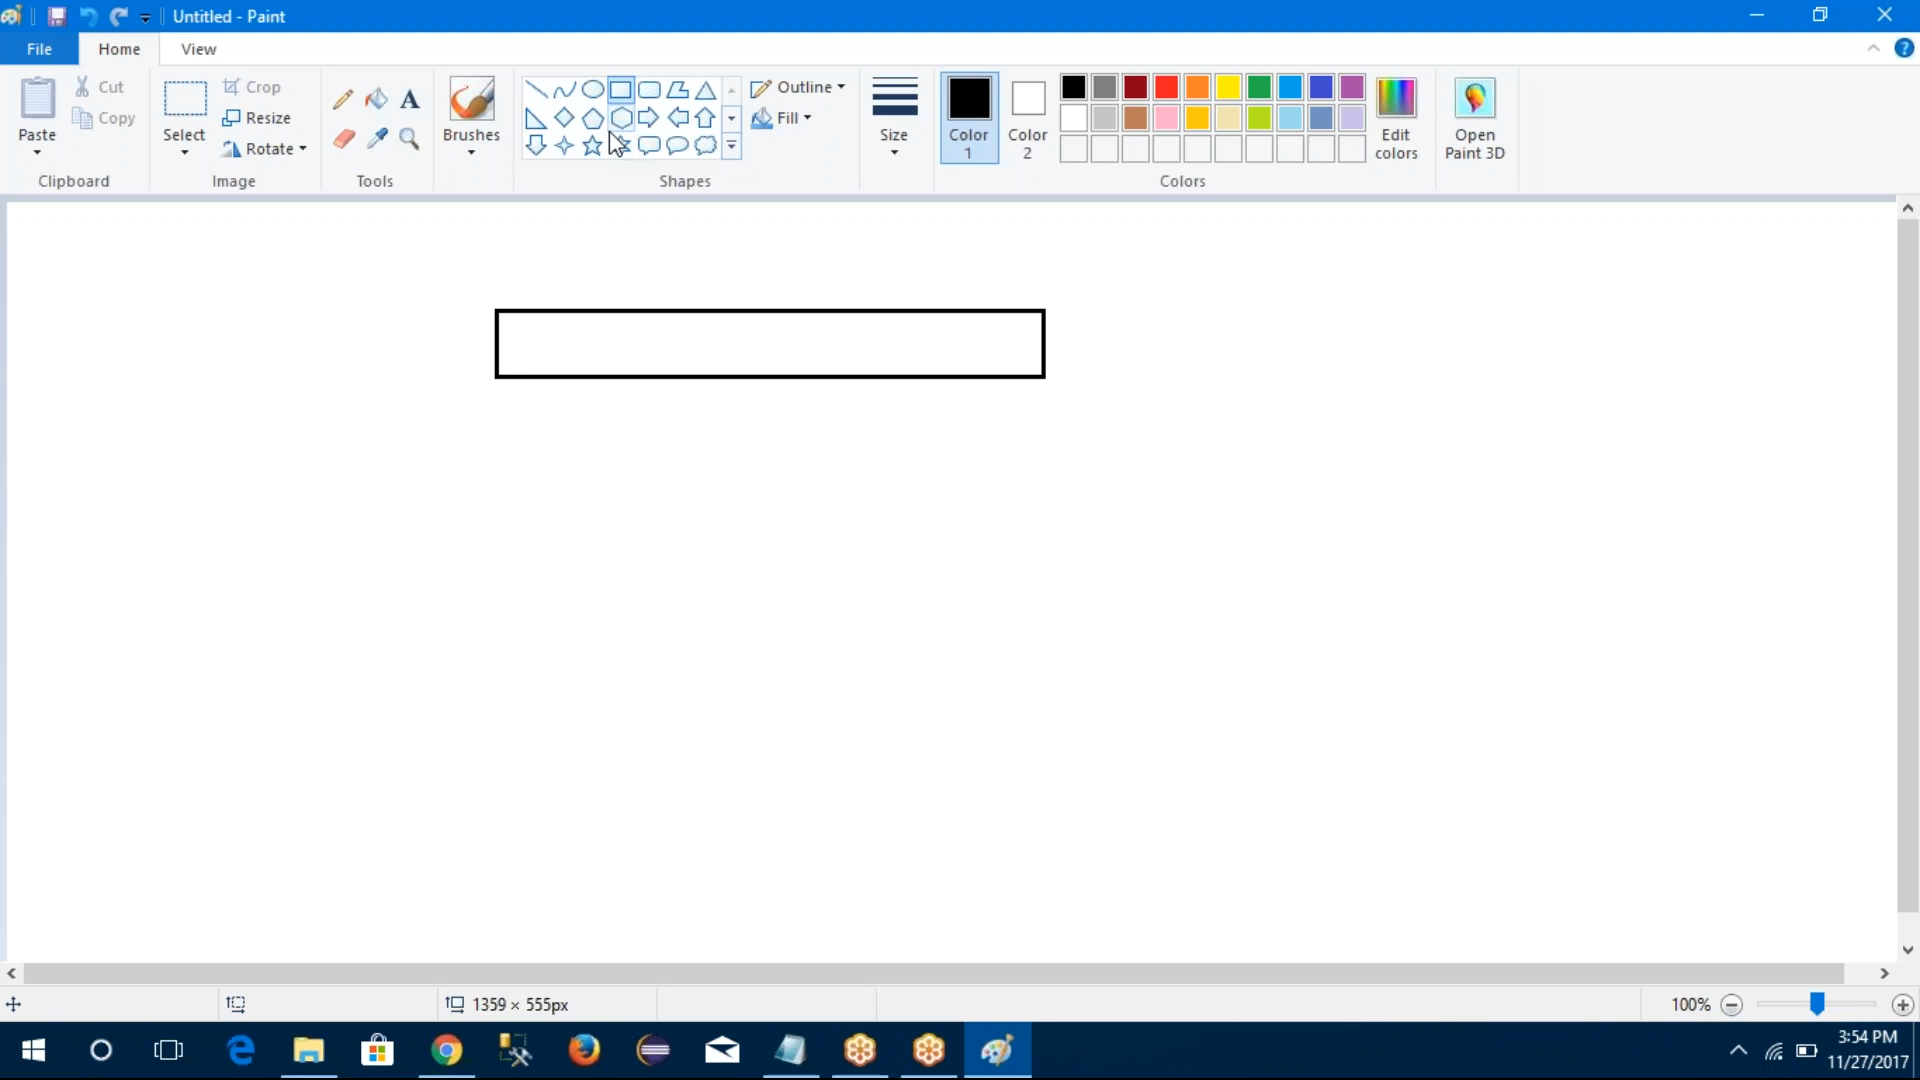 Untitled - Paint
File Home View
Paste Cut Copy
Select Crop Resize Rotate
Brushes
Outline Fill
Size
Color 1
Color 2
Edit colors
Open Paint 3D
Clipboard Image Tools Shapes Colors
1359 × 555px 100%
3:54 PM
11/27/2017